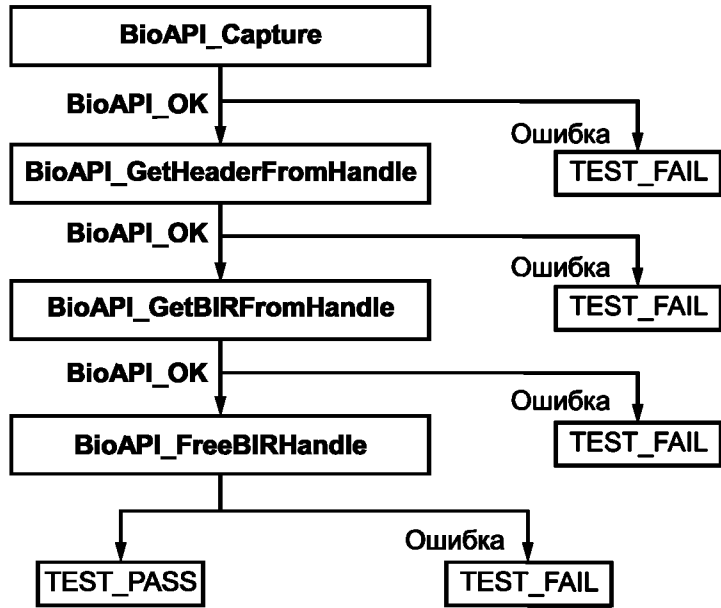 BioAPI_Capture
BioAPI_OK
Ошибка
BioAPI_GetHeaderFromHandle
TEST_FAIL
BioAPI_OK
Ошибка
BioAPI_GetBIRFromHandle
TEST_FAIL
BioAPI_OK
Ошибка
BioAPI_FreeBIRHandle
TEST_FAIL
Ошибка
TEST_PASS
TEST_FAIL